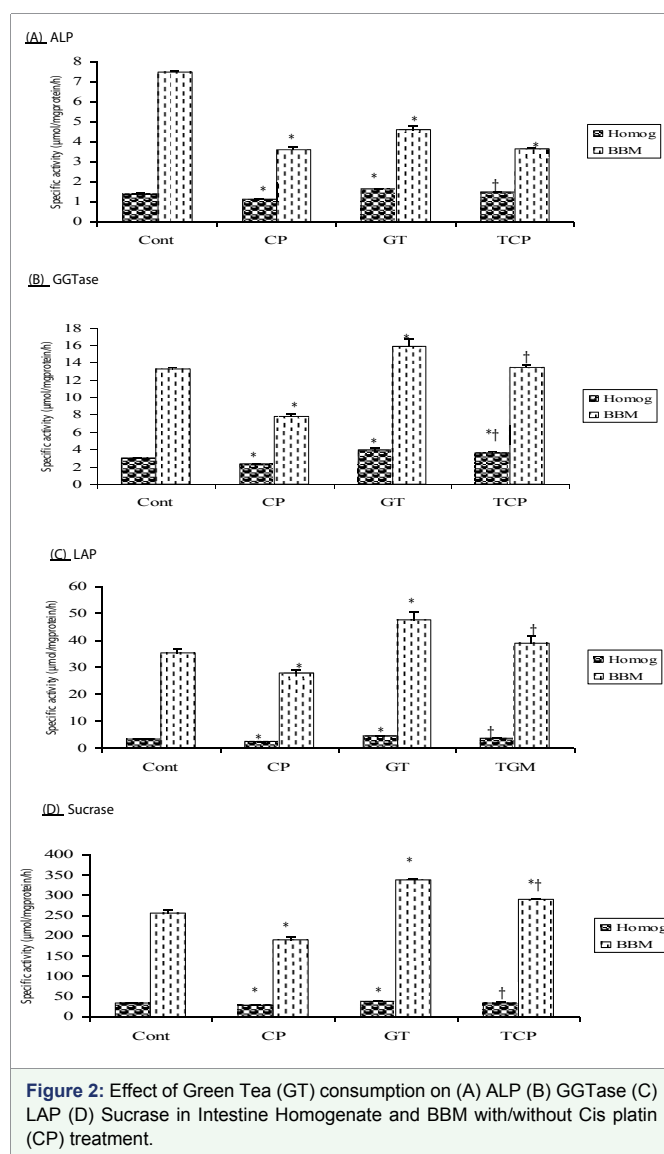 (A) ALP
Specific activity (µmol/mgprotein/h)
8
7
6
5
4
3
2
1
0
*
*
*
*
†
*
Cont CP GT TCP
Homog
BBM
(B) GGTase
Specific activity (µmol/mgprotein/h)
18
16
14
12
10
8
6
4
2
0
*
*
*
*
*†
†
Cont CP GT TCP
Homog
BBM
(C) LAP
Specific activity (µmol/mgprotein/h)
60
50
40
30
20
10
0
*
*
*
*
†
†
Cont CP GT TGM
Homog
BBM
(D) Sucrase
Specific activity (µmol/mgprotein/h)
400
350
300
250
200
150
100
50
0
*
*
*
*
†
*†
Cont CP GT TCP
Homog
BBM
Figure 2: Effect of Green Tea (GT) consumption on (A) ALP (B) GGTase (C)
LAP (D) Sucrase in Intestine Homogenate and BBM with/without Cis platin
(CP) treatment.